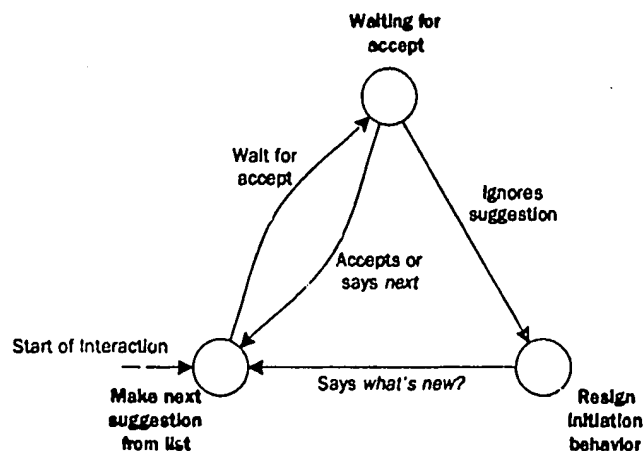 Waiting for
accept
Wait for
accept
Ignores
suggestion
Accepts or
says next
Start of Interaction
Says what's new?
Make next
suggestion
from list
Resign
initiation
behavior